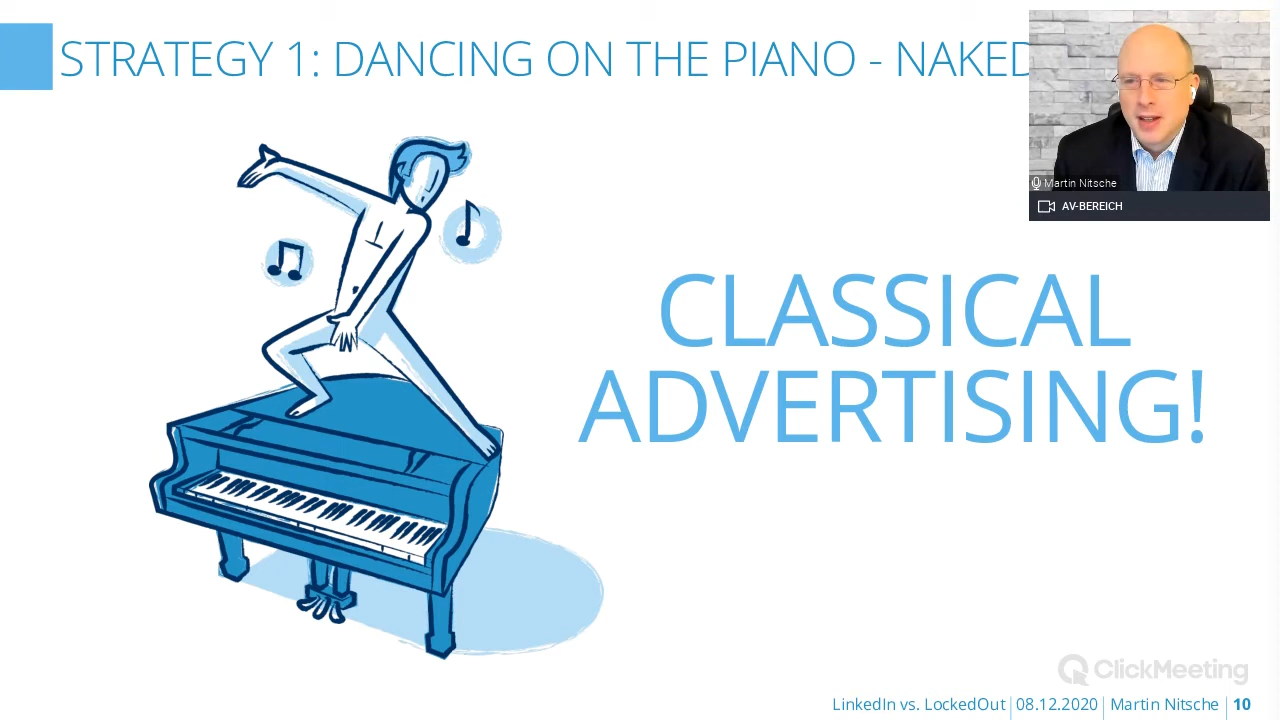 STRATEGY 1: DANCING ON THE PIANO - NAKED
Martin Nitsche
AV-BEREICH
CLASSICAL
ADVERTISING!
ClickMeeting
LinkedIn vs. LockedOut | 08.12.2020 | Martin Nitsche | 10